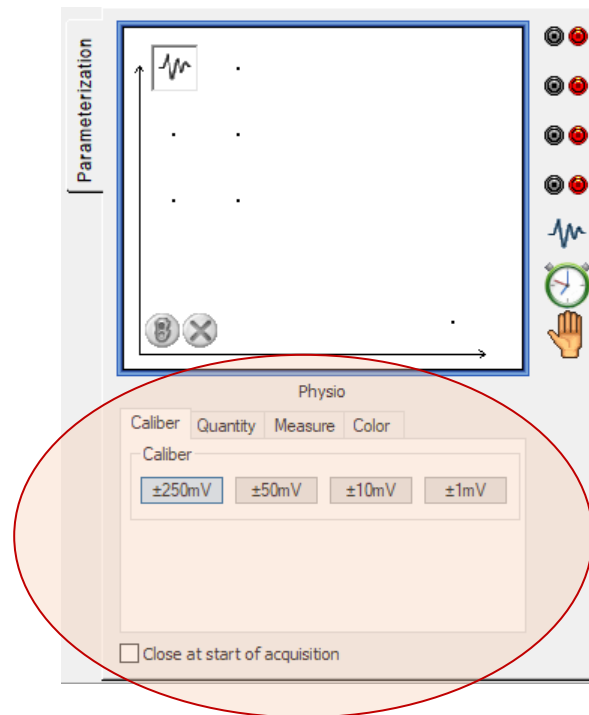 Parameterization
Physio
Caliber Quantity Measure Color
Caliber
±250mV ±50mV ±10mV ±1mV
Close at start of acquisition